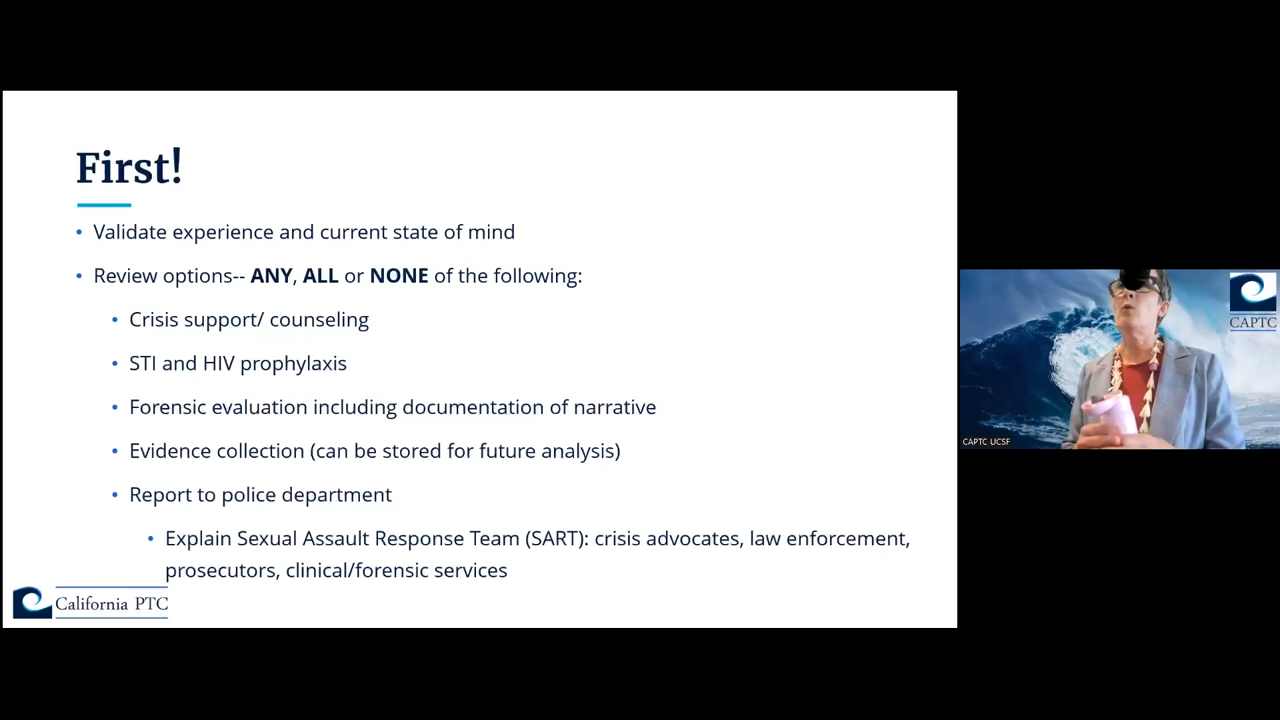 First!
• Validate experience and current state of mind
• Review options-- ANY, ALL or NONE of the following:
• Crisis support/ counseling
• STI and HIV prophylaxis
• Forensic evaluation including documentation of narrative
• Evidence collection (can be stored for future analysis)
• Report to police department
• Explain Sexual Assault Response Team (SART): crisis advocates, law enforcement,
prosecutors, clinical/forensic services
California PTC
CAPTC
CAPTC UCSF